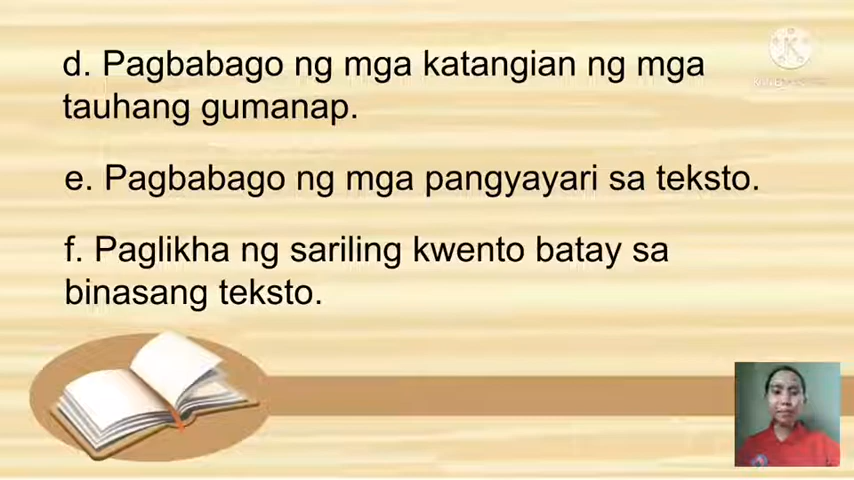 d. Pagbabago ng mga katangian ng mga
tauhang gumanap.
e. Pagbabago ng mga pangyayari sa teksto.
f. Paglikha ng sariling kwento batay sa
binasang teksto.